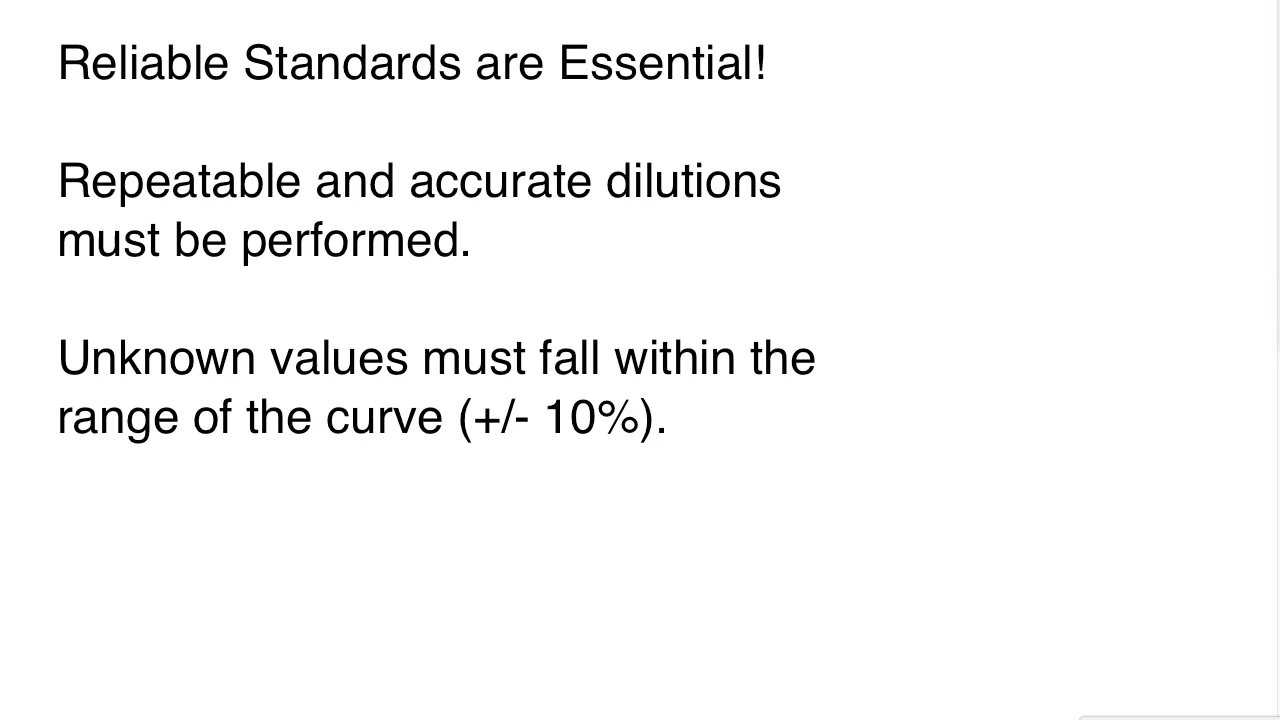 Reliable Standards are Essential!
Repeatable and accurate dilutions
must be performed.
Unknown values must fall within the
range of the curve (+/- 10%).